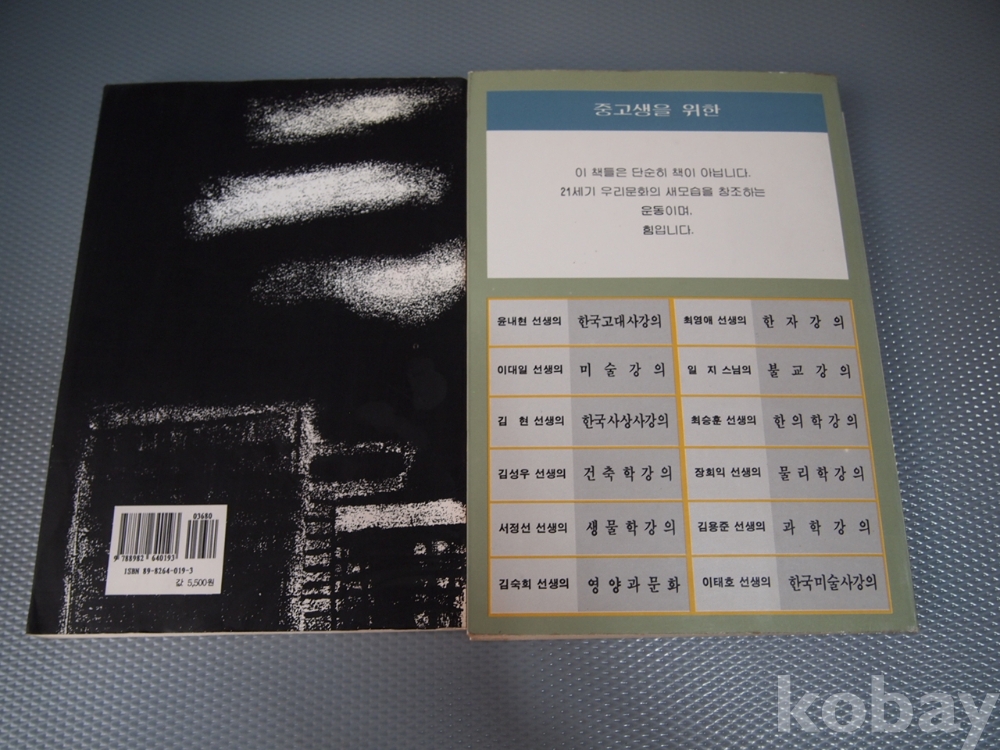 03680
9 788982 640193
ISBN 89-8264-019-3
값 5,500원
중고생을 위한
이 책들은 단순히 책이 아닙니다.
21세기 우리문화의 새모습을 창조하는
운동이며,
힘입니다.
윤내현 선생의 한국고대사강의
최영애 선생의 한자강의
이대일 선생의 미술강의
일 지 스님의 불교강의
김 현 선생의 한국사상사강의
최승훈 선생의 한의학강의
김성우 선생의 건축학강의
장회익 선생의 물리학강의
서정선 선생의 생물학강의
김용준 선생의 과학강의
김숙희 선생의 영양과문화
이태호 선생의 한국미술사강의
kobay